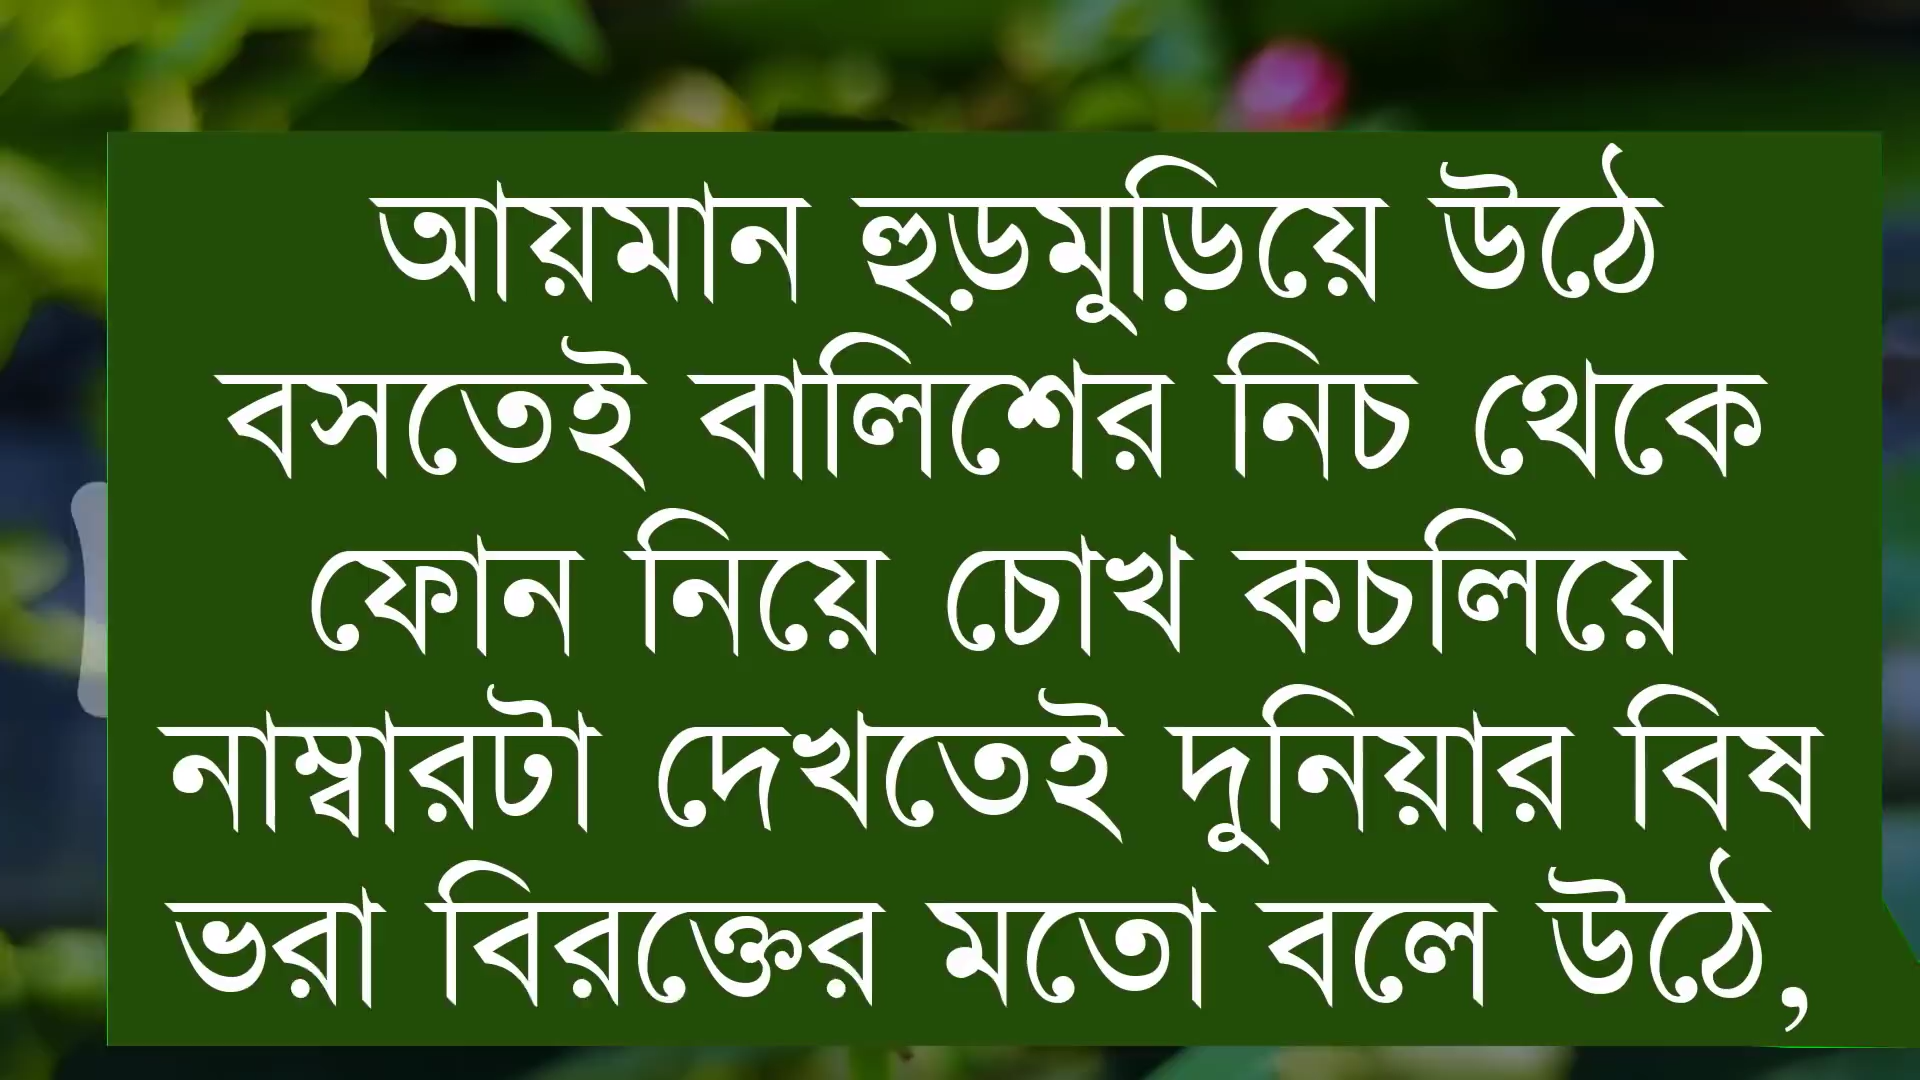 আয়মান হুড়মুড়িয়ে উঠে
বসতেই বালিশের নিচ থেকে
ফোন নিয়ে চোখ কচলিয়ে
নাম্বারটা দেখতেই দুনিয়ার বিষ
ভরা বিরক্তের মতো বলে উঠে,